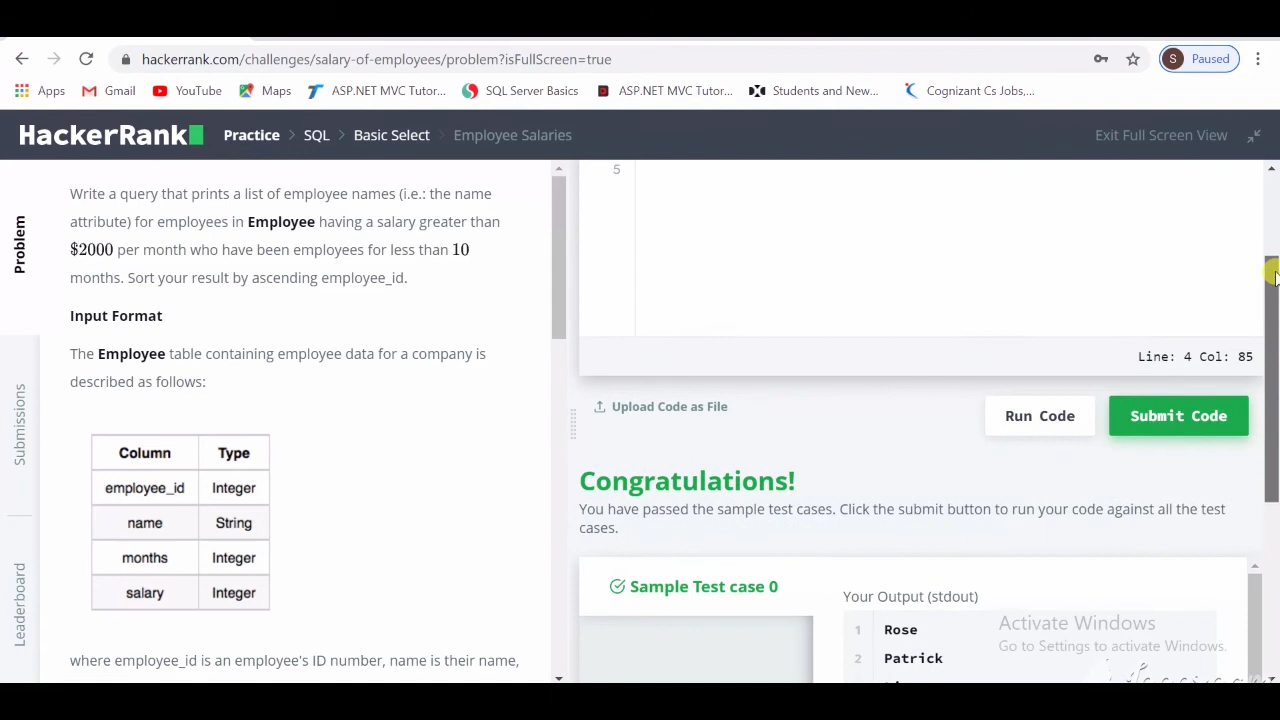 hackerrank.com/challenges/salary-of-employees/problem?isFullScreen=true
S Paused
Apps Gmail YouTube Maps ASP.NET MVC Tutor... SQL Server Basics ASP.NET MVC Tutor... Students and New... Cognizant Cs Jobs,...
HackerRank Practice > SQL > Basic Select > Employee Salaries Exit Full Screen View
Problem
Submissions
Leaderboard
Write a query that prints a list of employee names (i.e.: the name
attribute) for employees in Employee having a salary greater than
$2000 per month who have been employees for less than 10
months. Sort your result by ascending employee_id.
Input Format
The Employee table containing employee data for a company is
described as follows:
Column Type
employee_id Integer
name String
months Integer
salary Integer
where employee_id is an employee's ID number, name is their name,
5
Line: 4 Col: 85
Upload Code as File
Run Code Submit Code
Congratulations!
You have passed the sample test cases. Click the submit button to run your code against all the test
cases.
Sample Test case 0
Your Output (stdout)
1 Rose
2 Patrick
Activate Windows
Go to Settings to activate Windows.